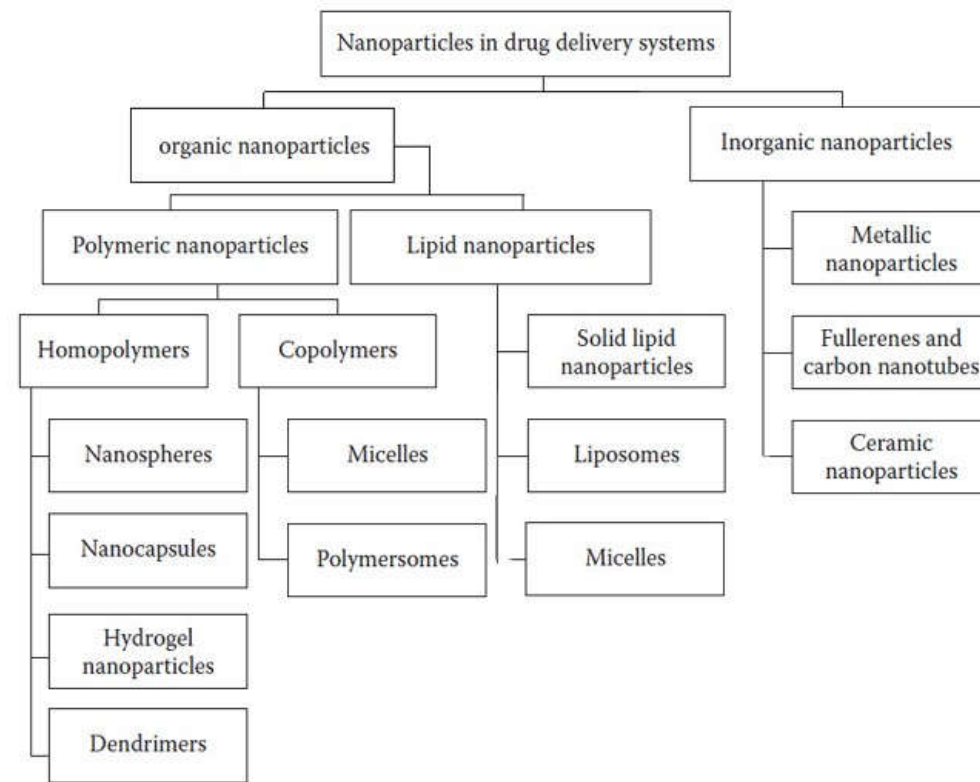 Nanoparticles in drug delivery systems
organic nanoparticles
Inorganic nanoparticles
Polymeric nanoparticles
Lipid nanoparticles
Metallic
nanoparticles
Homopolymers
Copolymers
Solid lipid
nanoparticles
Fullerenes and
carbon nanotubes
Nanospheres
Micelles
Liposomes
Ceramic
nanoparticles
Nanocapsules
Polymersomes
Micelles
Hydrogel
nanoparticles
Dendrimers